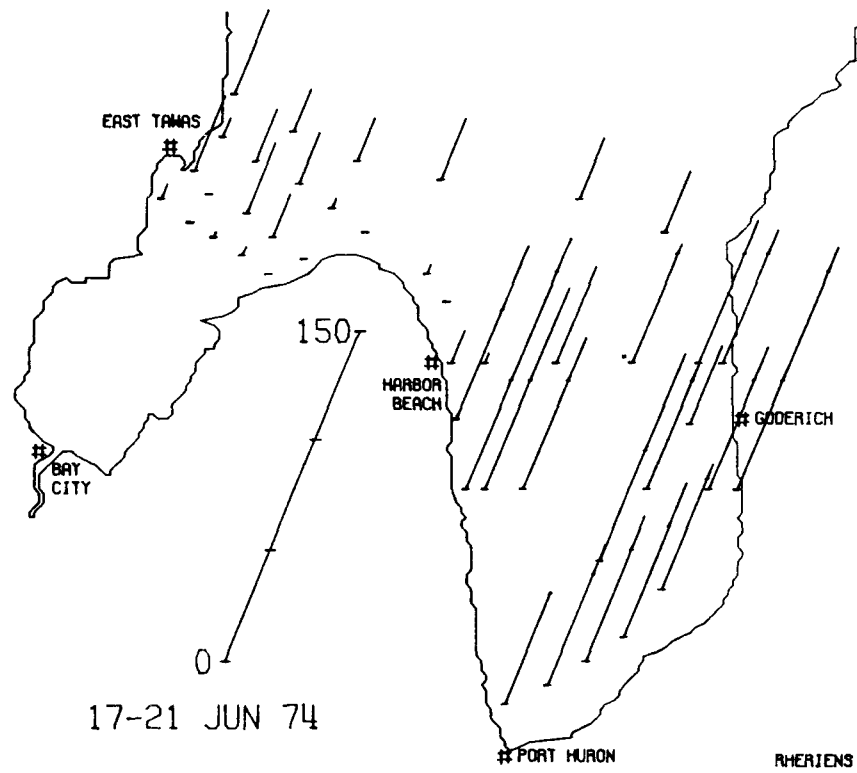 EAST TAWAS
150
HARBOR
BEACH
GODERICH
BAY
CITY
0
17-21 JUN 74
PORT HURON
RHERIENS